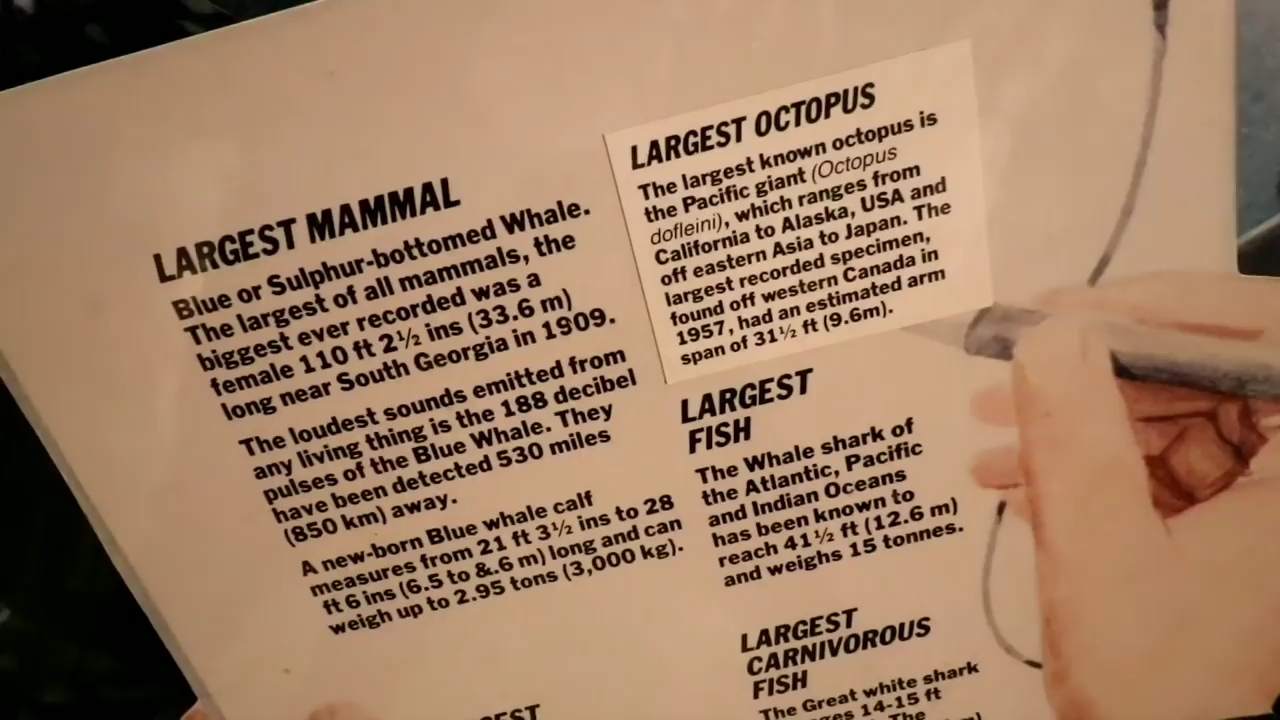 LARGEST MAMMAL
Blue or Sulphur-bottomed Whale.
The largest of all mammals, the
biggest ever recorded was a
female 110 ft 2½ ins (33.6 m)
long near South Georgia in 1909.
The loudest sounds emitted from
any living thing is the 188 decibel
pulses of the Blue Whale. They
have been detected 530 miles
(850 km) away.
A new-born Blue whale calf
measures from 21 ft 3½ ins to 28
ft 6 ins (6.5 to &.6 m) long and can
weigh up to 2.95 tons (3,000 kg).
LARGEST OCTOPUS
The largest known octopus is
the Pacific giant (Octopus
dofleini), which ranges from
California to Alaska, USA and
off eastern Asia to Japan. The
largest recorded specimen,
found off western Canada in
1957, had an estimated arm
span of 31½ ft (9.6m).
LARGEST
FISH
The Whale shark of
the Atlantic, Pacific
and Indian Oceans
has been known to
reach 41½ ft (12.6 m)
and weighs 15 tonnes.
LARGEST
CARNIVOROUS
FISH
The Great white shark
14-15 ft
The